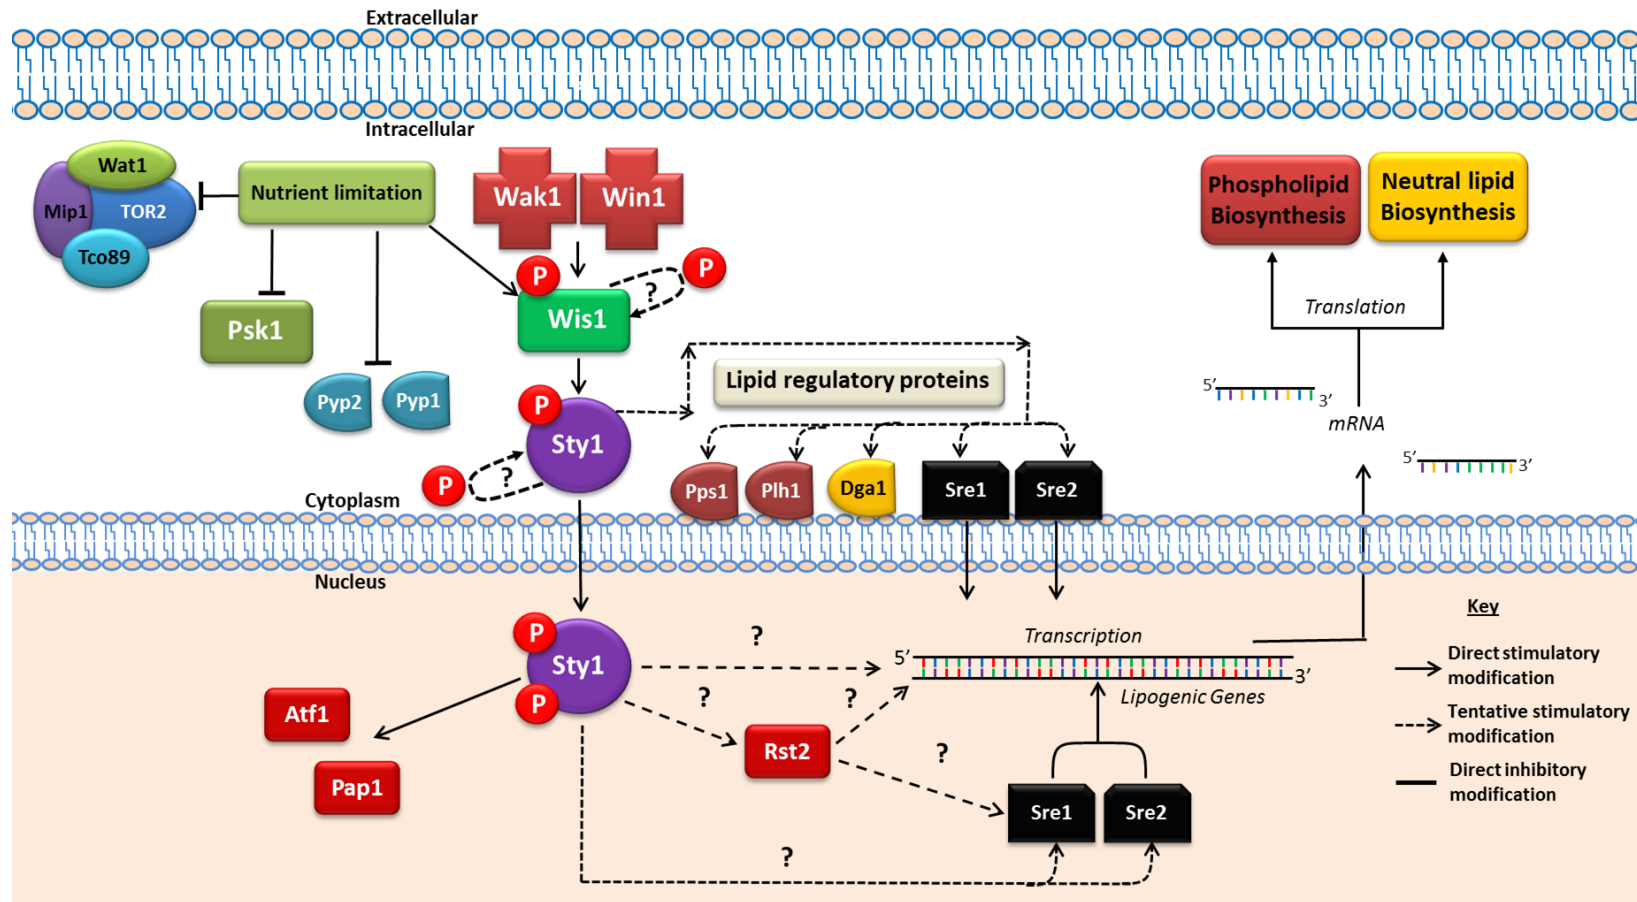 Extracellular
Intracellular
Wat1
Mip1
TOR2
Tco89
Nutrient limitation
Wak1
Win1
Phospholipid
Biosynthesis
Neutral lipid
Biosynthesis
P
P
?
Wis1
Psk1
Translation
Pyp2
Pyp1
P
Sty1
Lipid regulatory proteins
5’
3’
mRNA
P
?
Pps1
Plh1
Dga1
Sre1
Sre2
5’
3’
Cytoplasm
Nucleus
P
Sty1
P
?
Transcription
5’
3’
Lipogenic Genes
?
?
Atf1
Pap1
Rst2
?
Sre1
Sre2
?
Key
Direct stimulatory
modification
Tentative stimulatory
modification
Direct inhibitory
modification